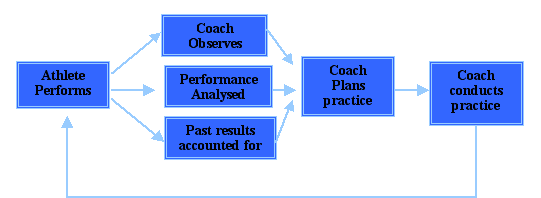 Athlete
Performs
Coach
Observes
Performance
Analysed
Past results
accounted for
Coach
Plans
practice
Coach
conducts
practice